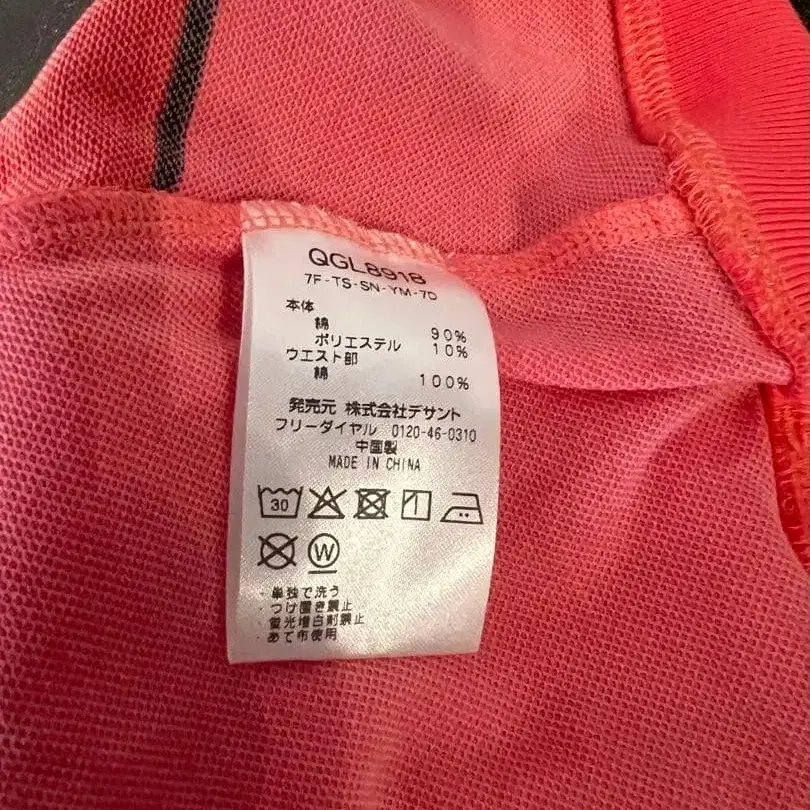 QGL8918
7F-TS-SN-YM-7D
本体
綿 90%
ポリエステル 10%
ウエスト部
綿 100%
発売元 株式会社デサント
フリーダイヤル 0120-46-0310
中国製
MADE IN CHINA
30
W
・単独で洗う
・つけ置き禁止
・蛍光増白剤禁止
・あて布使用